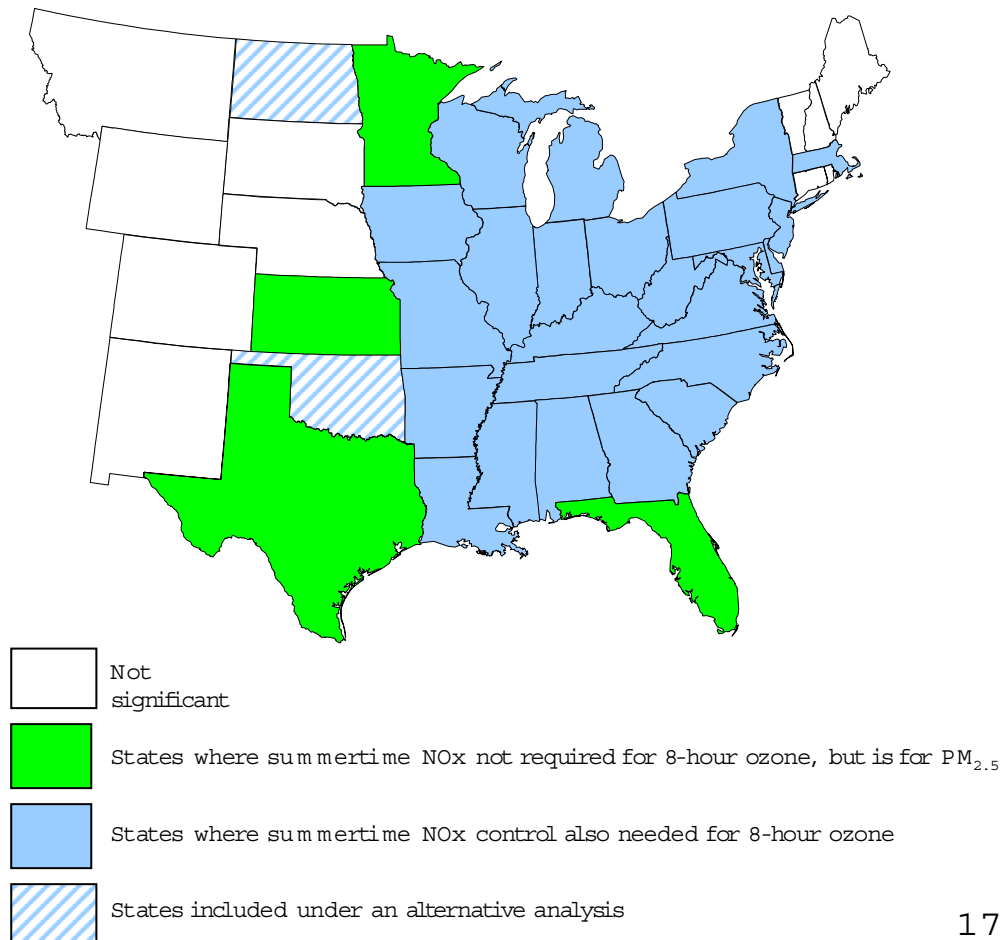 Not
significant
States where summertime NOx not required for 8-hour ozone, but is for PM2.5
States where summertime NOx control also needed for 8-hour ozone
States included under an alternative analysis
17